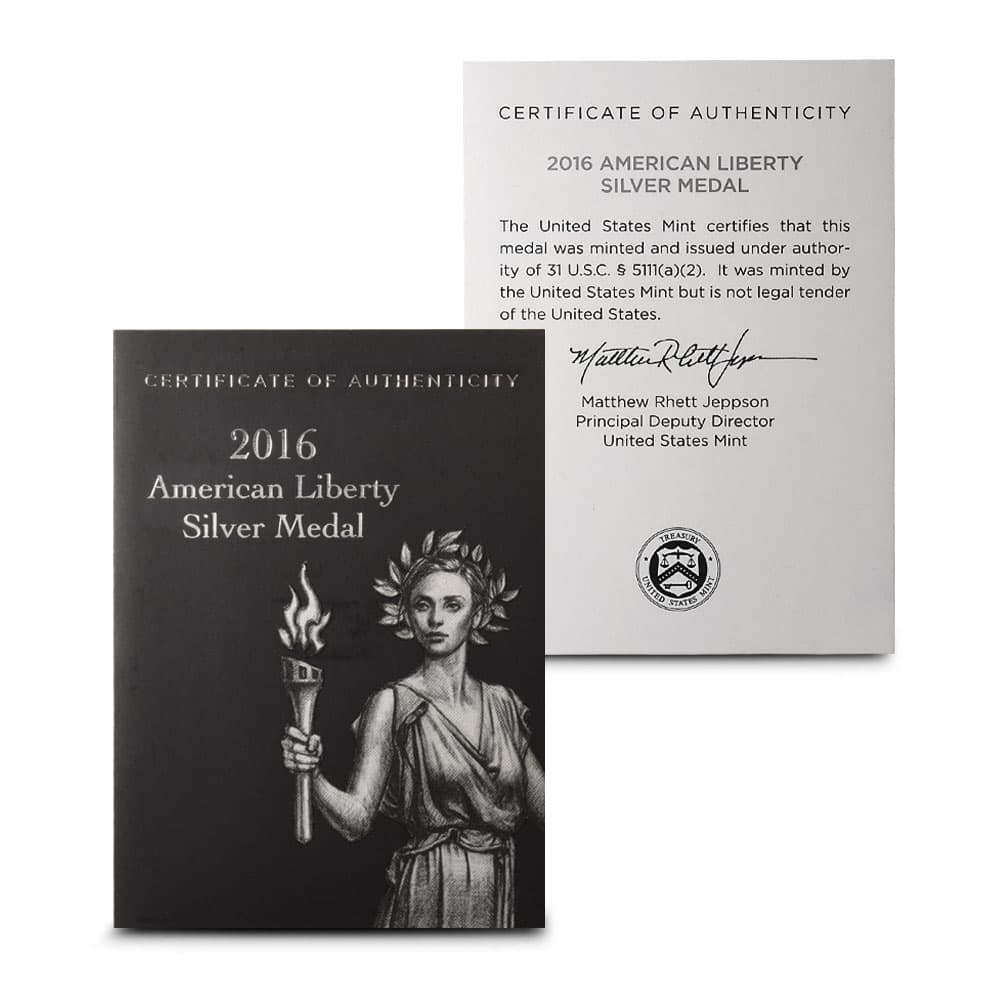 CERTIFICATE OF AUTHENTICITY
2016 AMERICAN LIBERTY
SILVER MEDAL
The United States Mint certifies that this
medal was minted and issued under author-
ity of 31 U.S.C. § 5111(a)(2). It was minted by
the United States Mint but is not legal tender
of the United States.
Matthew Rhett Jeppson
Matthew Rhett Jeppson
Principal Deputy Director
United States Mint
TREASURY
UNITED STATES MINT
CERTIFICATE OF AUTHENTICITY
2016
American Liberty
Silver Medal